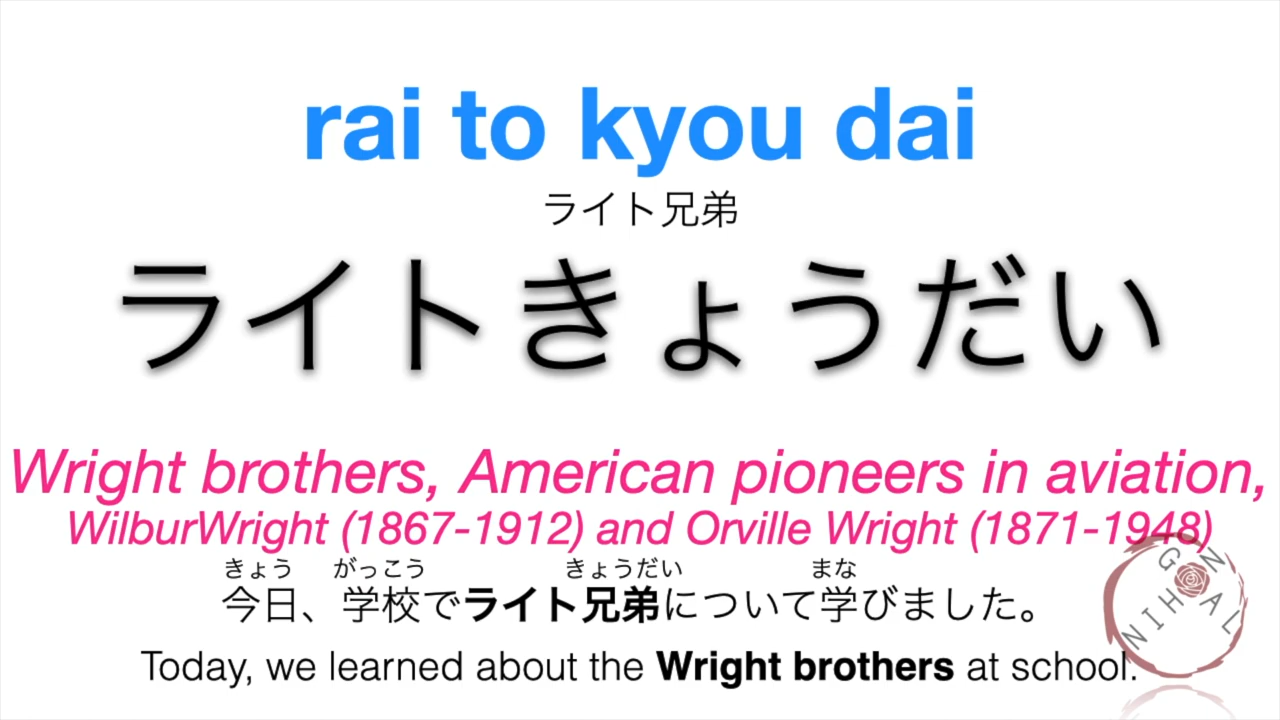 rai to kyou dai
ライト兄弟
ライトきょうだい
Wright brothers, American pioneers in aviation,
WilburWright (1867-1912) and Orville Wright (1871-1948)
きょう がっこう きょうだい まな
今日、学校でライト兄弟について学びました。
Today, we learned about the Wright brothers at school.
NIHONGONAL